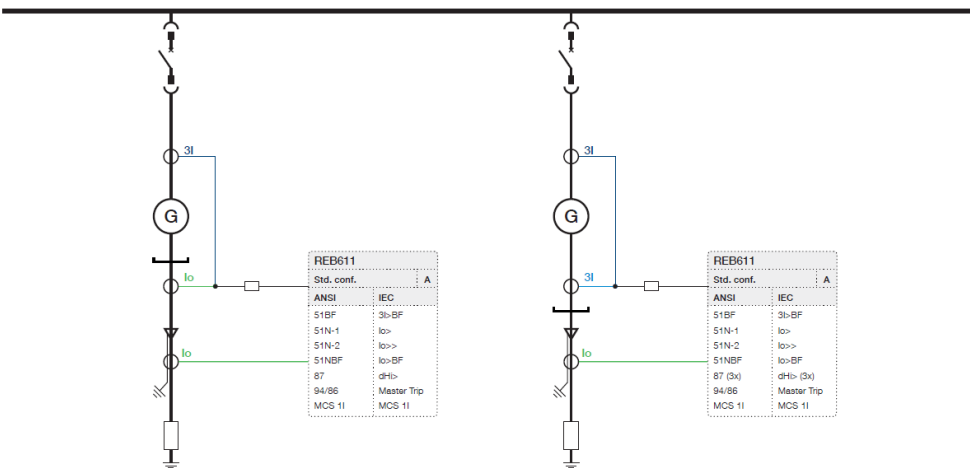 3I
G
Io
REB611
Std. conf. A
ANSI IEC
51BF 3I>BF
51N-1 Io>
51N-2 Io>>
51NBF Io>BF
87 dHi>
94/86 Master Trip
MCS 1I MCS 1I
Io
3I
G
3I
REB611
Std. conf. A
ANSI IEC
51BF 3I>BF
51N-1 Io>
51N-2 Io>>
51NBF Io>BF
87 (3x) dHi> (3x)
94/86 Master Trip
MCS 1I MCS 1I
Io